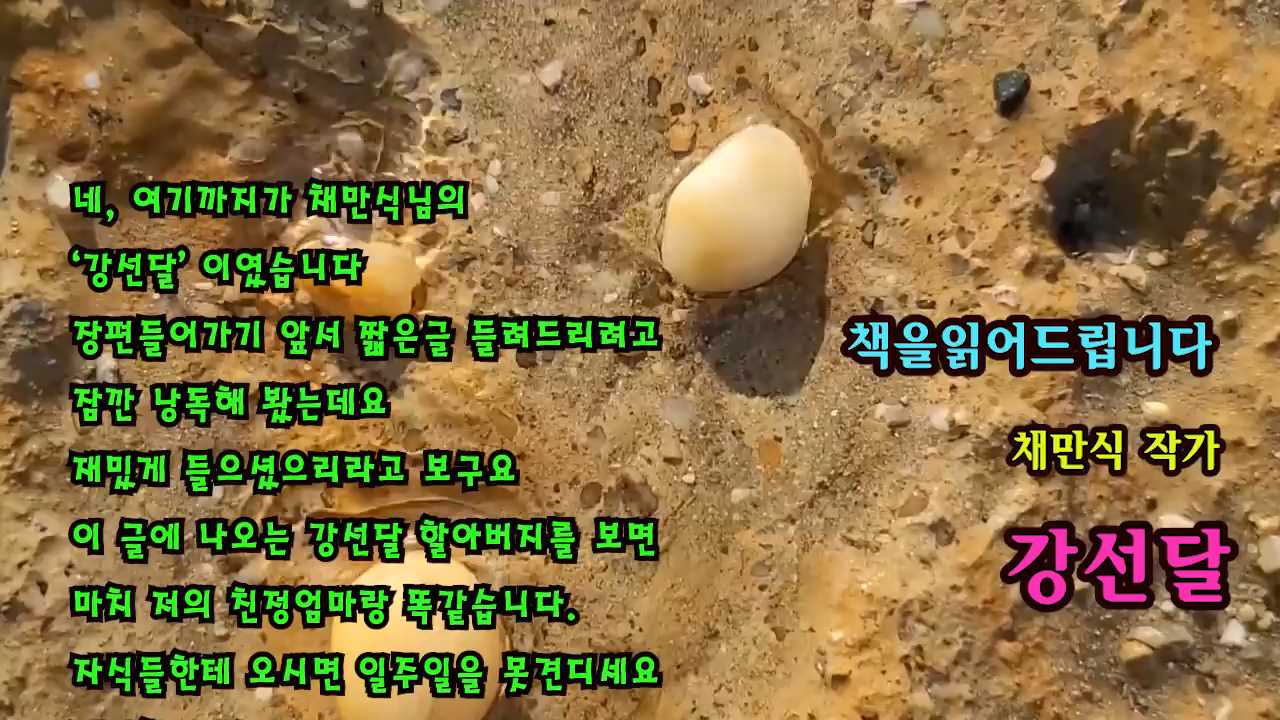 네, 여기까지가 채만식님의
‘강선달’ 이였습니다
장편들어가기 앞서 짧은글 들려드리려고
잠깐 낭독해 봤는데요
재밌게 들으셨으리라고 보구요
이 글에 나오는 강선달 할아버지를 보면
마치 저의 친정엄마랑 똑같습니다.
자식들한테 오시면 일주일을 못견디세요
책을읽어드립니다
채만식 작가
강선달